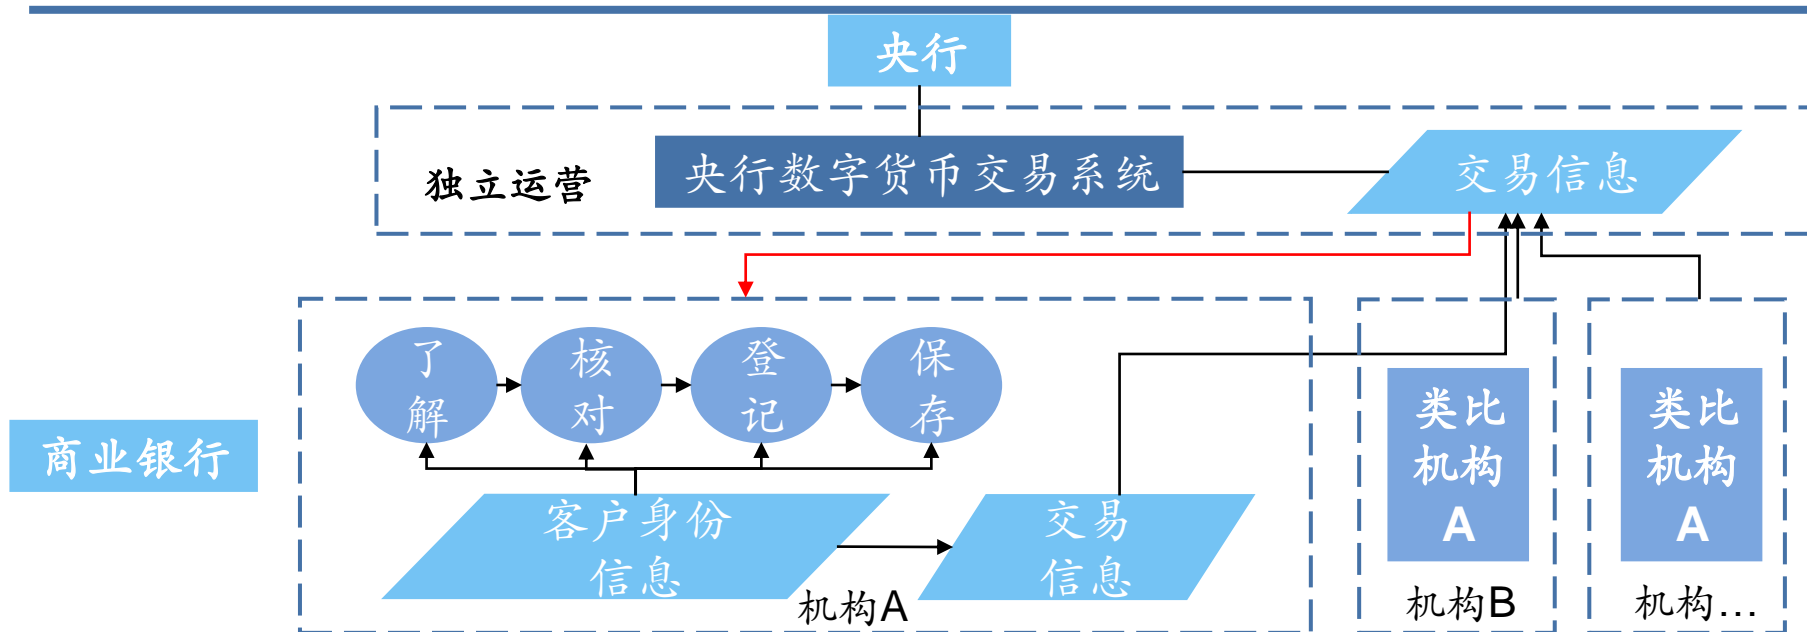 央行
独立运营
央行数字货币交易系统
交易信息
了
解
核
对
登
记
保
存
商业银行
客户身份
信息
交易
信息
机构A
类比
机构
A
机构B
类比
机构
A
机构...